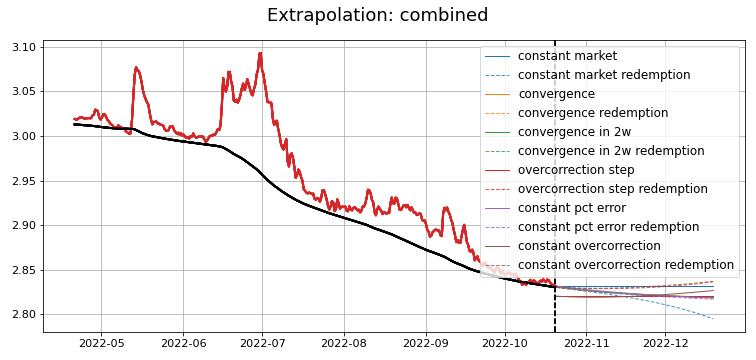 Extrapolation: combined
3.10
3.05
3.00
2.95
2.90
2.85
2.80
constant market
constant market redemption
convergence
convergence redemption
convergence in 2w
convergence in 2w redemption
overcorrection step
overcorrection step redemption
constant pct error
constant pct error redemption
constant overcorrection
constant overcorrection redemption
2022-05 2022-06 2022-07 2022-08 2022-09 2022-10 2022-11 2022-12